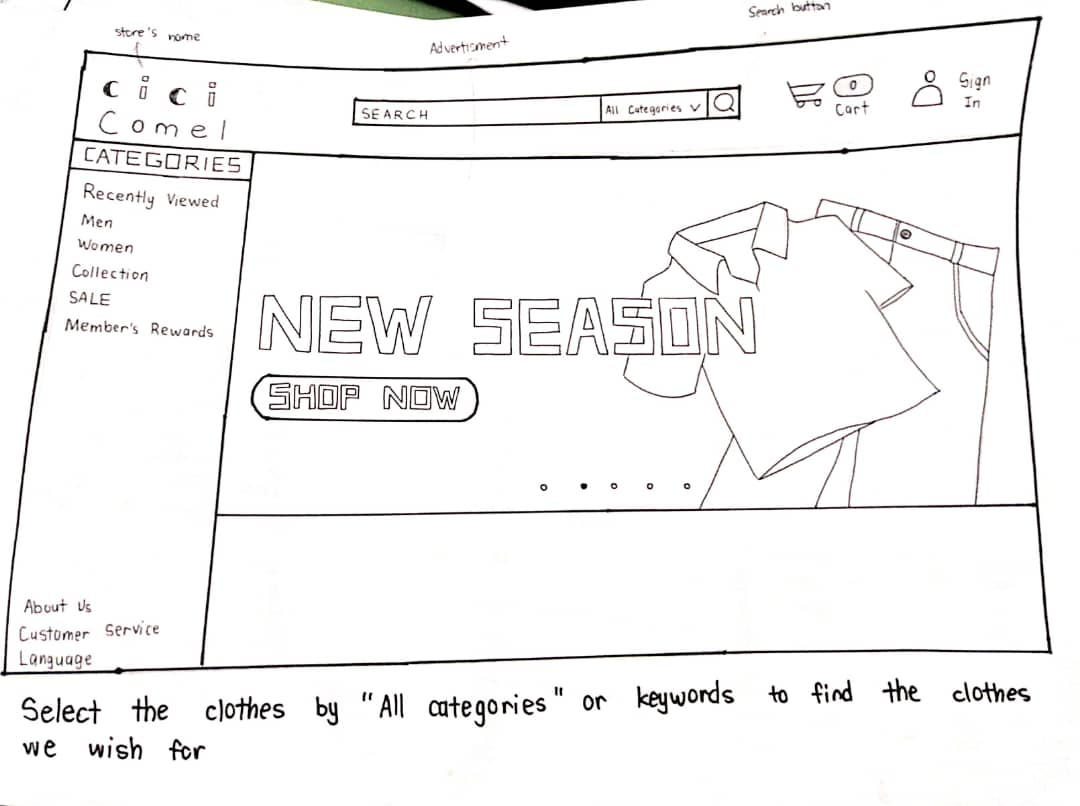 Search button
store's name
Advertisment
cici
Comel
SEARCH
All Categories
0
Cart
Sign
In
CATEGORIES
Recently Viewed
Men
Women
Collection
SALE
Member's Rewards
NEW SEASON
SHOP NOW
About Us
Customer Service
Language
Select the clothes by "All categories" or keywords to find the clothes
we wish for